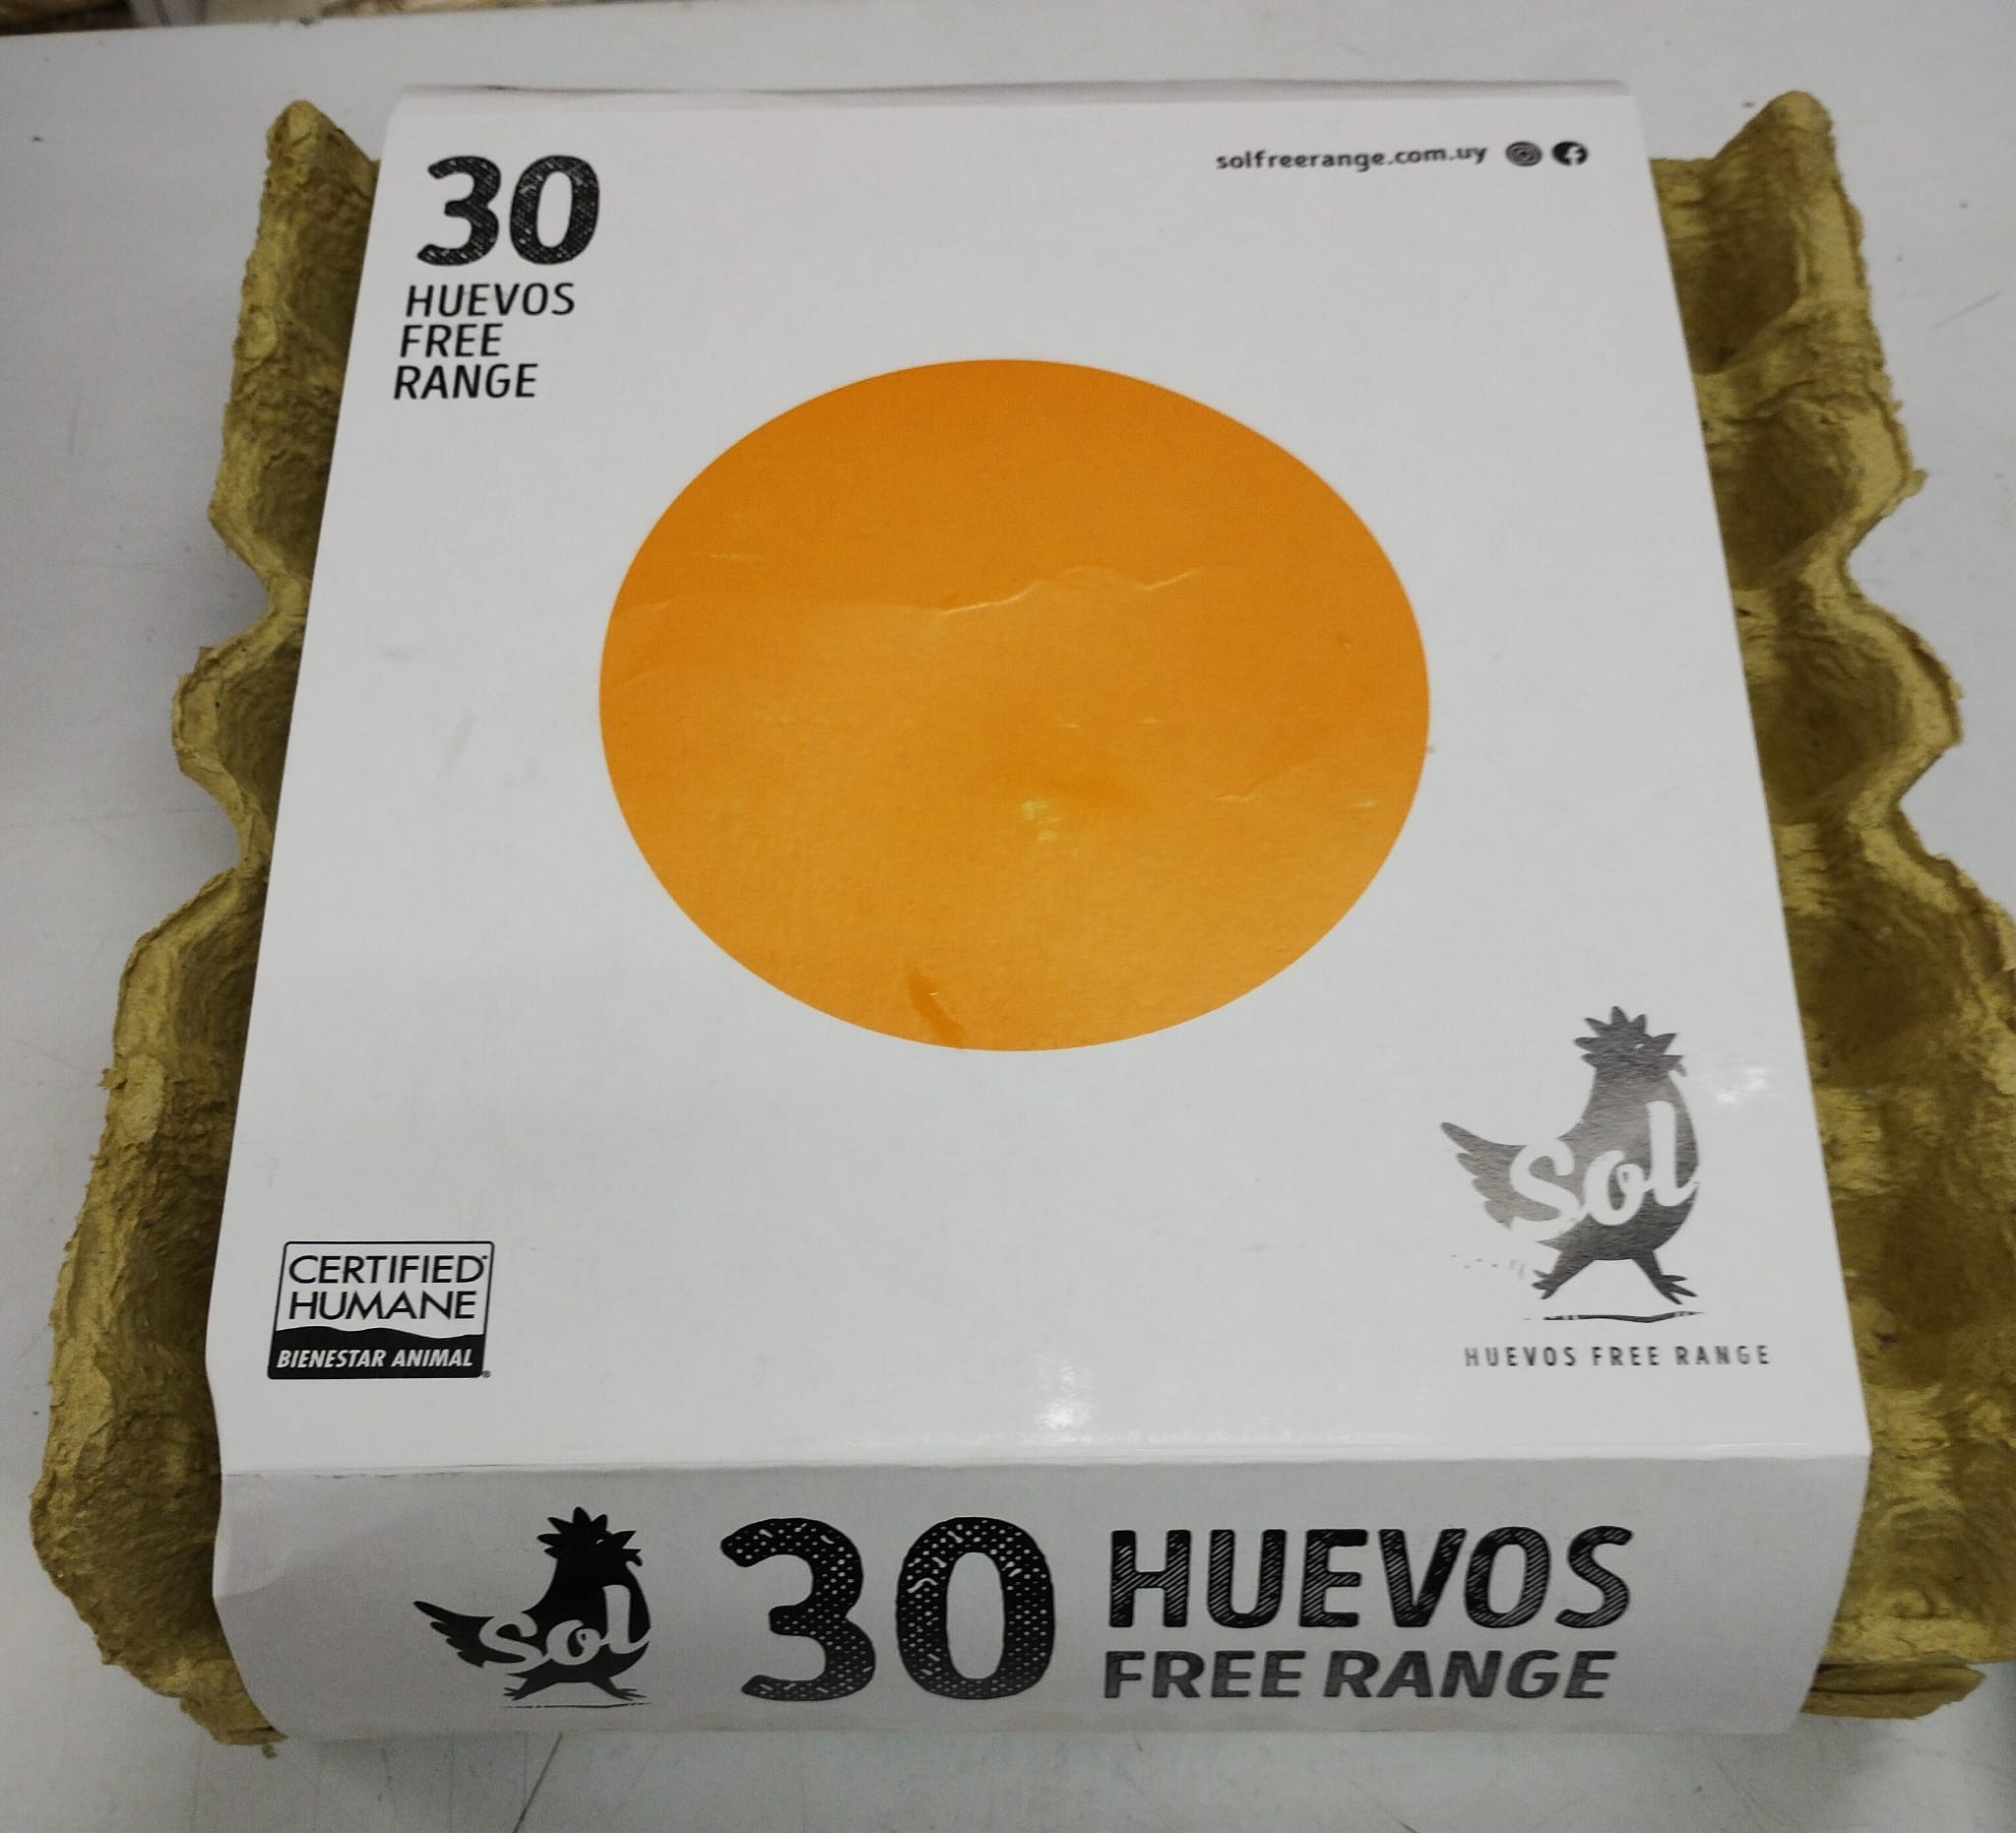 30
HUEVOS
FREE
RANGE
solfreerange.com.uy
CERTIFIED
HUMANE
BIENESTAR ANIMAL
Sol
HUEVOS FREE RANGE
Sol
30 HUEVOS
FREE RANGE